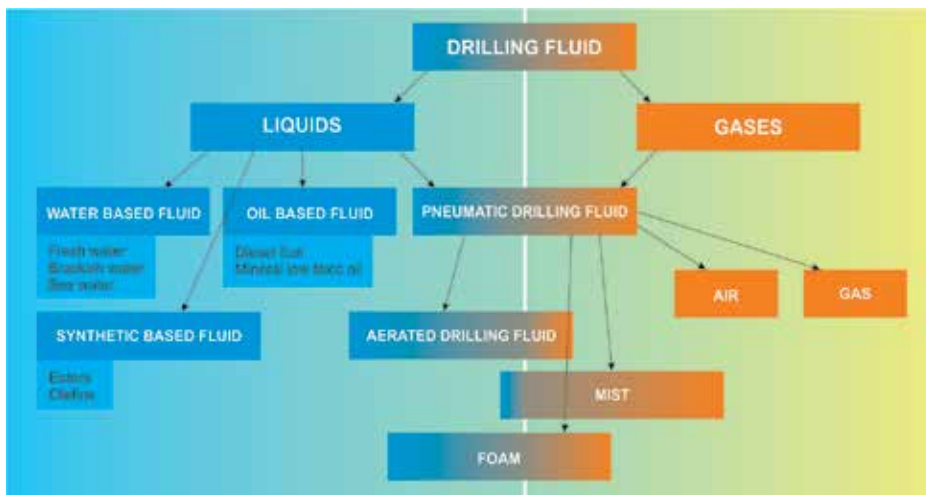 DRILLING FLUID
LIQUIDS
GASES
WATER BASED FLUID
OIL BASED FLUID
PNEUMATIC DRILLING FLUID
Fresh water
Brackish water
Sea water
Diesel fuel
Mineral low toxic oil
AIR
GAS
SYNTHETIC BASED FLUID
AERATED DRILLING FLUID
Esters
Olefins
MIST
FOAM